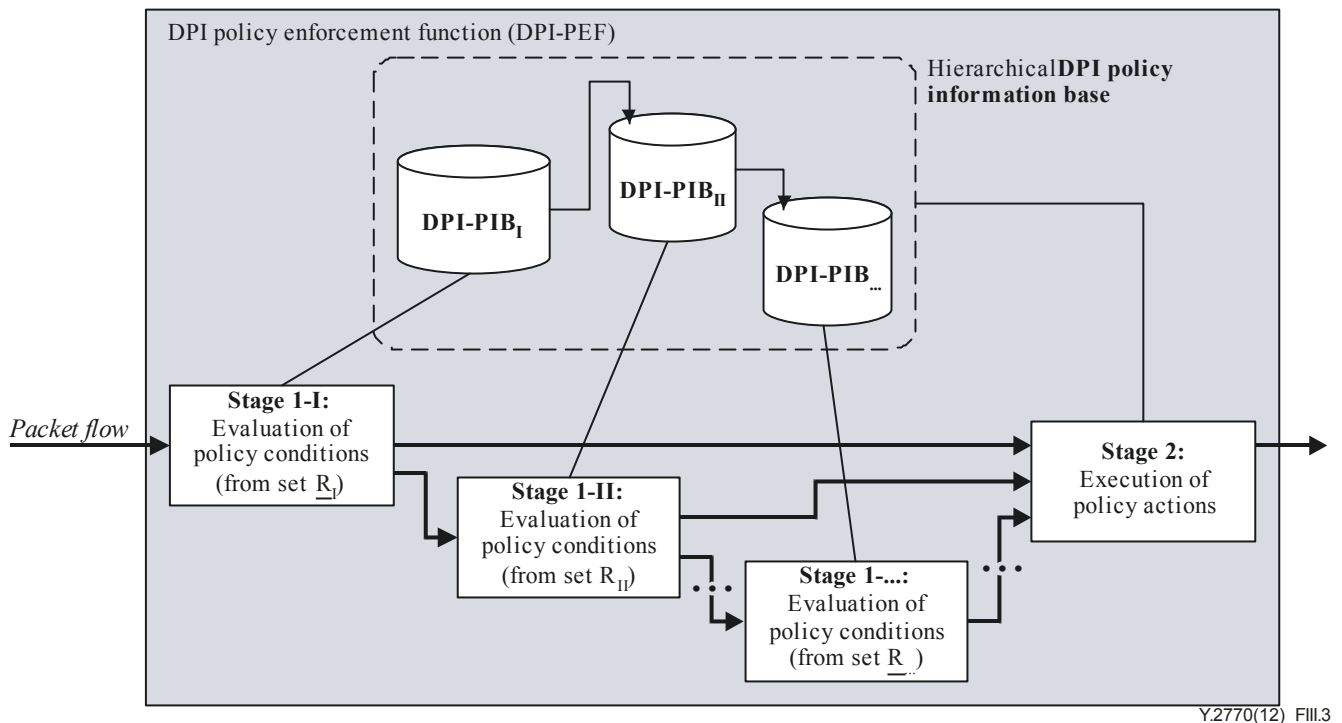 DPI policy enforcement function (DPI-PEF)
Hierarchical DPI policy
information base
DPI-PIB_I
DPI-PIB_II
DPI-PIB_...
Packet flow
Stage 1-I:
Evaluation of
policy conditions
(from set R_I)
Stage 1-II:
Evaluation of
policy conditions
(from set R_II)
Stage 1-...:
Evaluation of
policy conditions
(from set R_...)
Stage 2:
Execution of
policy actions
Y.2770(12)_FIII.3